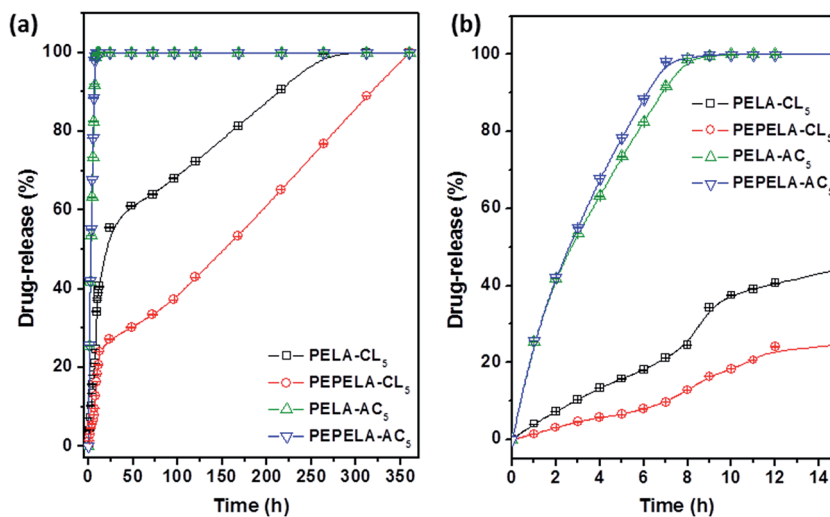 (a)
Drug-release (%)
100
80
60
40
20
0
PELA-CL5
PEPELA-CL5
PELA-AC5
PEPELA-AC5
0 50 100 150 200 250 300 350
Time (h)
(b)
Drug-release (%)
100
80
60
40
20
0
PELA-CL5
PEPELA-CL5
PELA-AC5
PEPELA-AC5
0 2 4 6 8 10 12 14
Time (h)